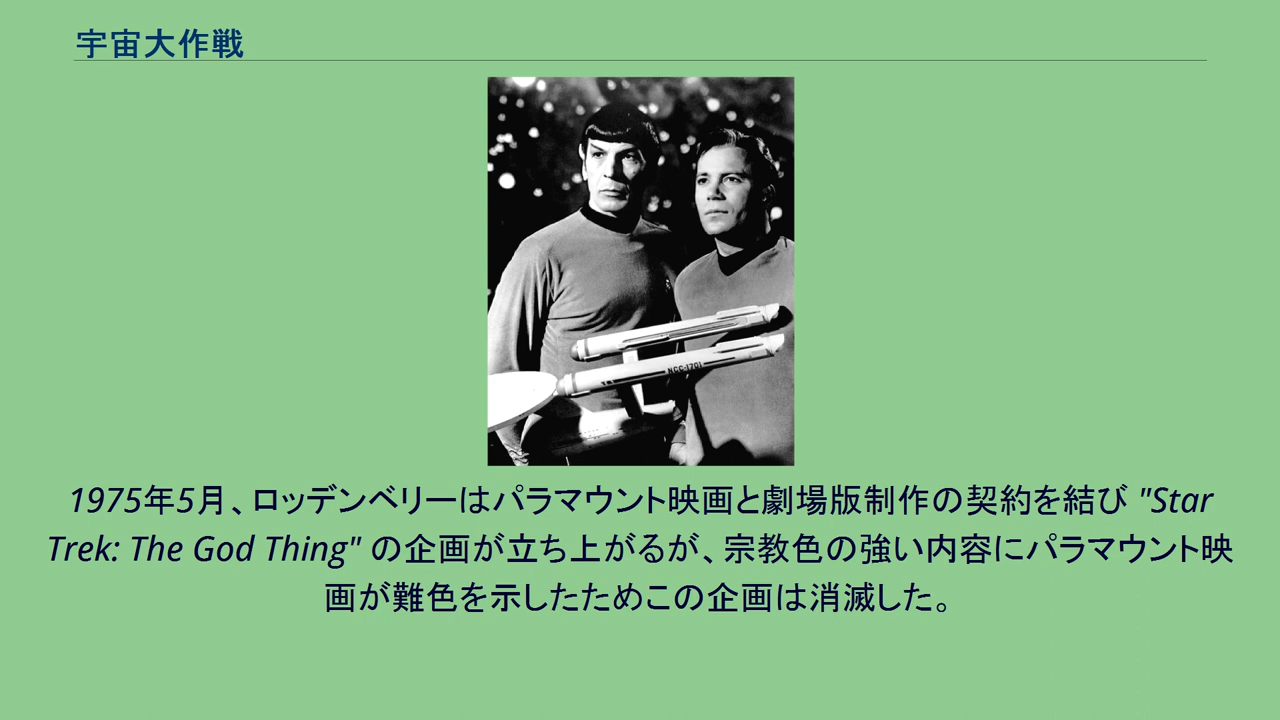 宇宙大作戦
NCC-1701
1975年5月、ロッデンベリーはパラマウント映画と劇場版制作の契約を結び "Star
Trek: The God Thing" の企画が立ち上がるが、宗教色の強い内容にパラマウント映
画が難色を示したためこの企画は消滅した。